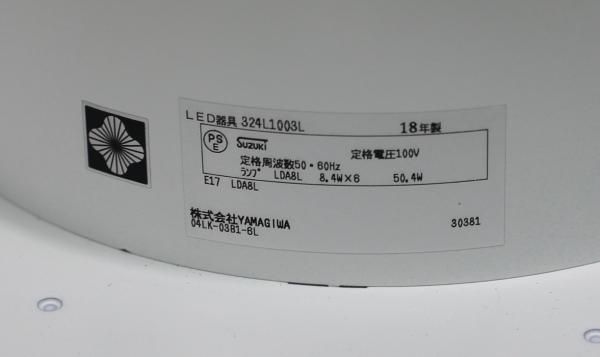 LED器具 324L1003L 18年製
PS E SUZUKI 定格電圧100V
定格周波数50・60Hz
ランプ LDA8L 8.4W×6 50.4W
E17 LDA8L
株式会社YAMAGIWA 30381
04LK-0381-6L